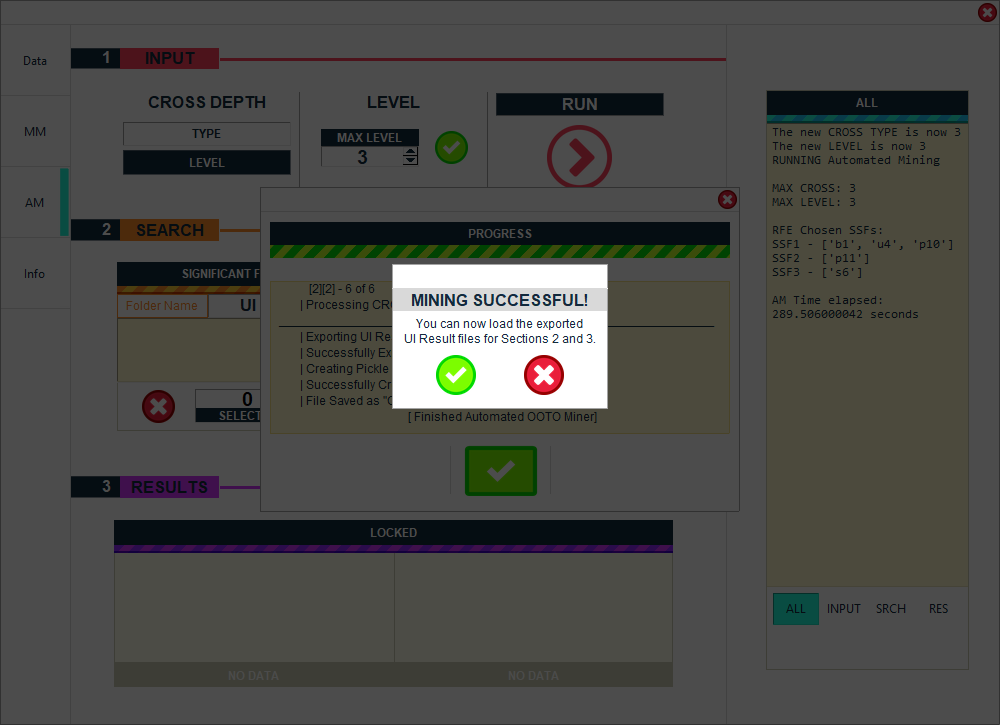 Data
MM
AM
Info
1 INPUT
CROSS DEPTH
TYPE
LEVEL
LEVEL
MAX LEVEL
3
RUN
2 SEARCH
SIGNIFICANT F
Folder Name
UI
0
SELECT
PROGRESS
[2][2] - 6 of 6
| Processing CR
| Exporting UI Re
| Successfully Ex
| Creating Pickle
| Successfully Cr
| File Saved as "
[ Finished Automated OOTO Miner]
MINING SUCCESSFUL!
You can now load the exported
UI Result files for Sections 2 and 3.
3 RESULTS
LOCKED
NO DATA
NO DATA
ALL
The new CROSS TYPE is now 3
The new LEVEL is now 3
RUNNING Automated Mining
MAX CROSS: 3
MAX LEVEL: 3
RFE Chosen SSFs:
SSF1 - ['b1', 'u4', 'p10']
SSF2 - ['p11']
SSF3 - ['s6']
AM Time elapsed:
289.506000042 seconds
ALL INPUT SRCH RES